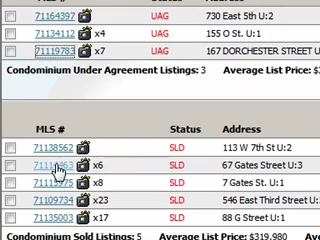 MLS # Status Address
71164397 UAG 730 East 5th U:2
71134112 x4 UAG 155 O St. U:1
71119783 x7 UAG 167 DORCHESTER STREET U
Condominium Under Agreement Listings: 3 Average List Price: $
MLS # Status Address
71138562 SLD 113 W 7th St U:2
x6 SLD 67 Gates Street U:3
x8 SLD 7 Gates St. U:1
71109734 x23 SLD 546 East Third Street U
71135003 x17 SLD 88 G Street U:1
Condominium Sold Listings: 5 Average List Price: $319,980